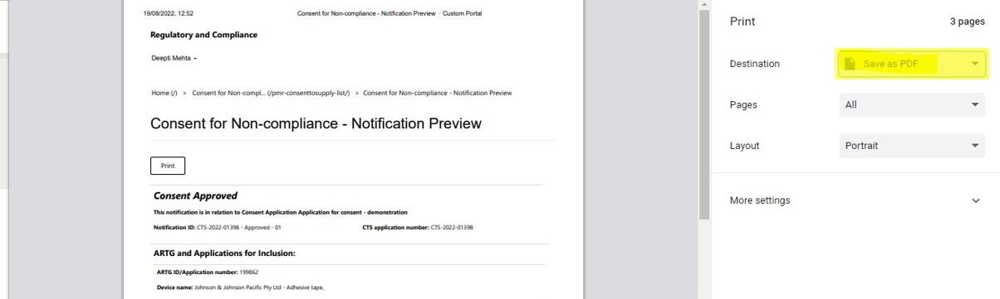 19/08/2022, 12:52 Consent for Non-compliance - Notification Preview · Custom Portal
Regulatory and Compliance
Deepti Mehta
Home (/) > Consent for Non-compl... (/pmr-consenttosupply-list/) > Consent for Non-compliance - Notification Preview
Consent for Non-compliance - Notification Preview
Print
Consent Approved
This notification is in relation to Consent Application Application for consent - demonstration
Notification ID: CTS-2022-01398 - Approved - 01 CTS application number: CTS-2022-01398
ARTG and Applications for Inclusion:
ARTG ID/Application number: 199862
Device name: Johnson & Johnson Pacific Pty Ltd - Adhesive tape,
Print 3 pages
Destination Save as PDF
Pages All
Layout Portrait
More settings